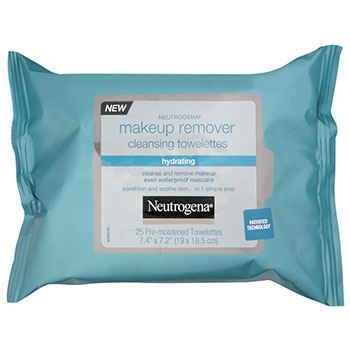 NEW
NEUTROGENA®
makeup remover
cleansing towelettes
hydrating
cleanse and remove makeup
even waterproof mascara
condition and soothe skin... in 1 simple step
Neutrogena®
25 Pre-moistened Towelettes
7.4" x 7.2" (19 x 18.5 cm)
PATENTED
TECHNOLOGY